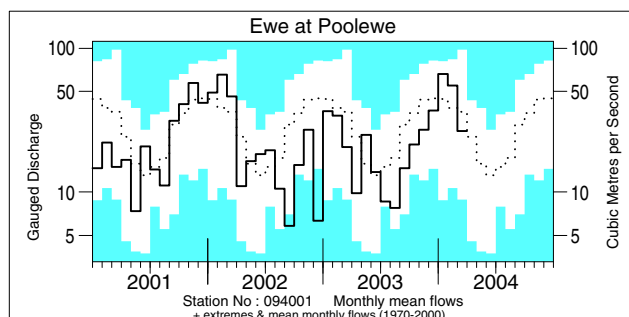 Ewe at Poolewe
100
50
10
5
Gauged Discharge
100
50
10
5
Cubic Metres per Second
2001 2002 2003 2004
Station No : 094001 Monthly mean flows
+ extremes & mean monthly flows (1970-2000)